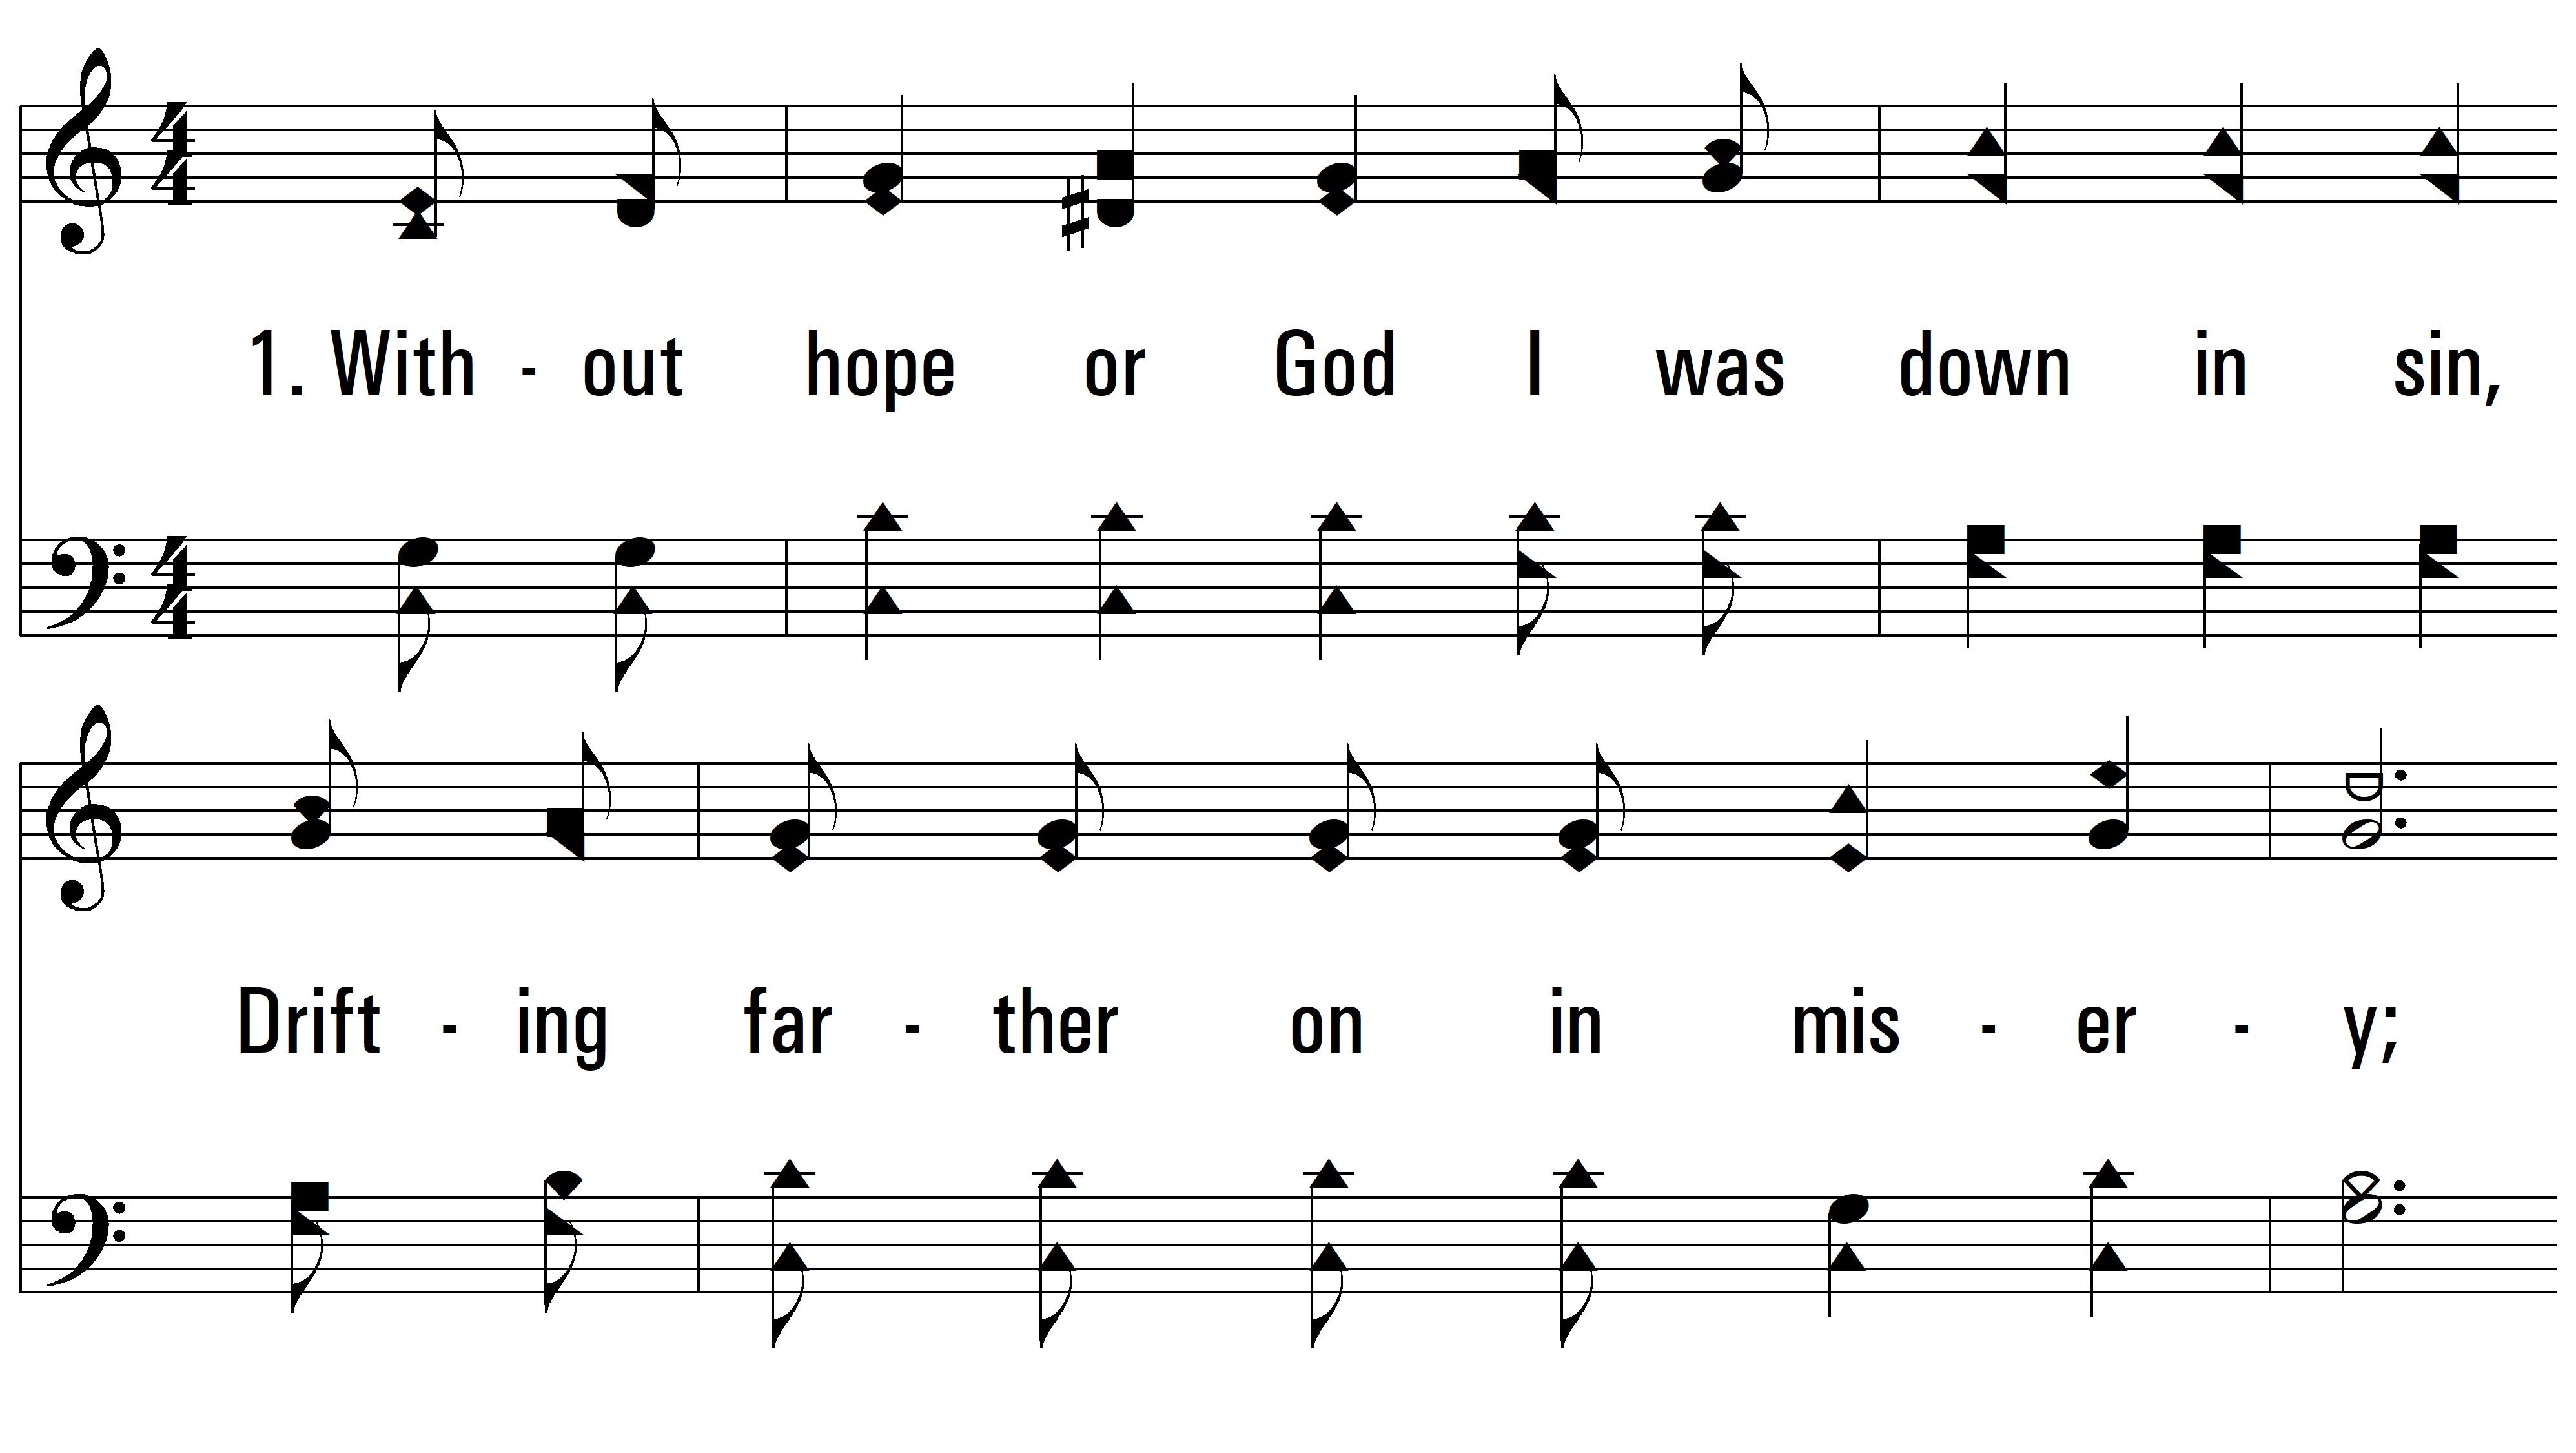 1. With - out hope or God I was down in sin,
Drift - ing far - ther on in mis - er - y;